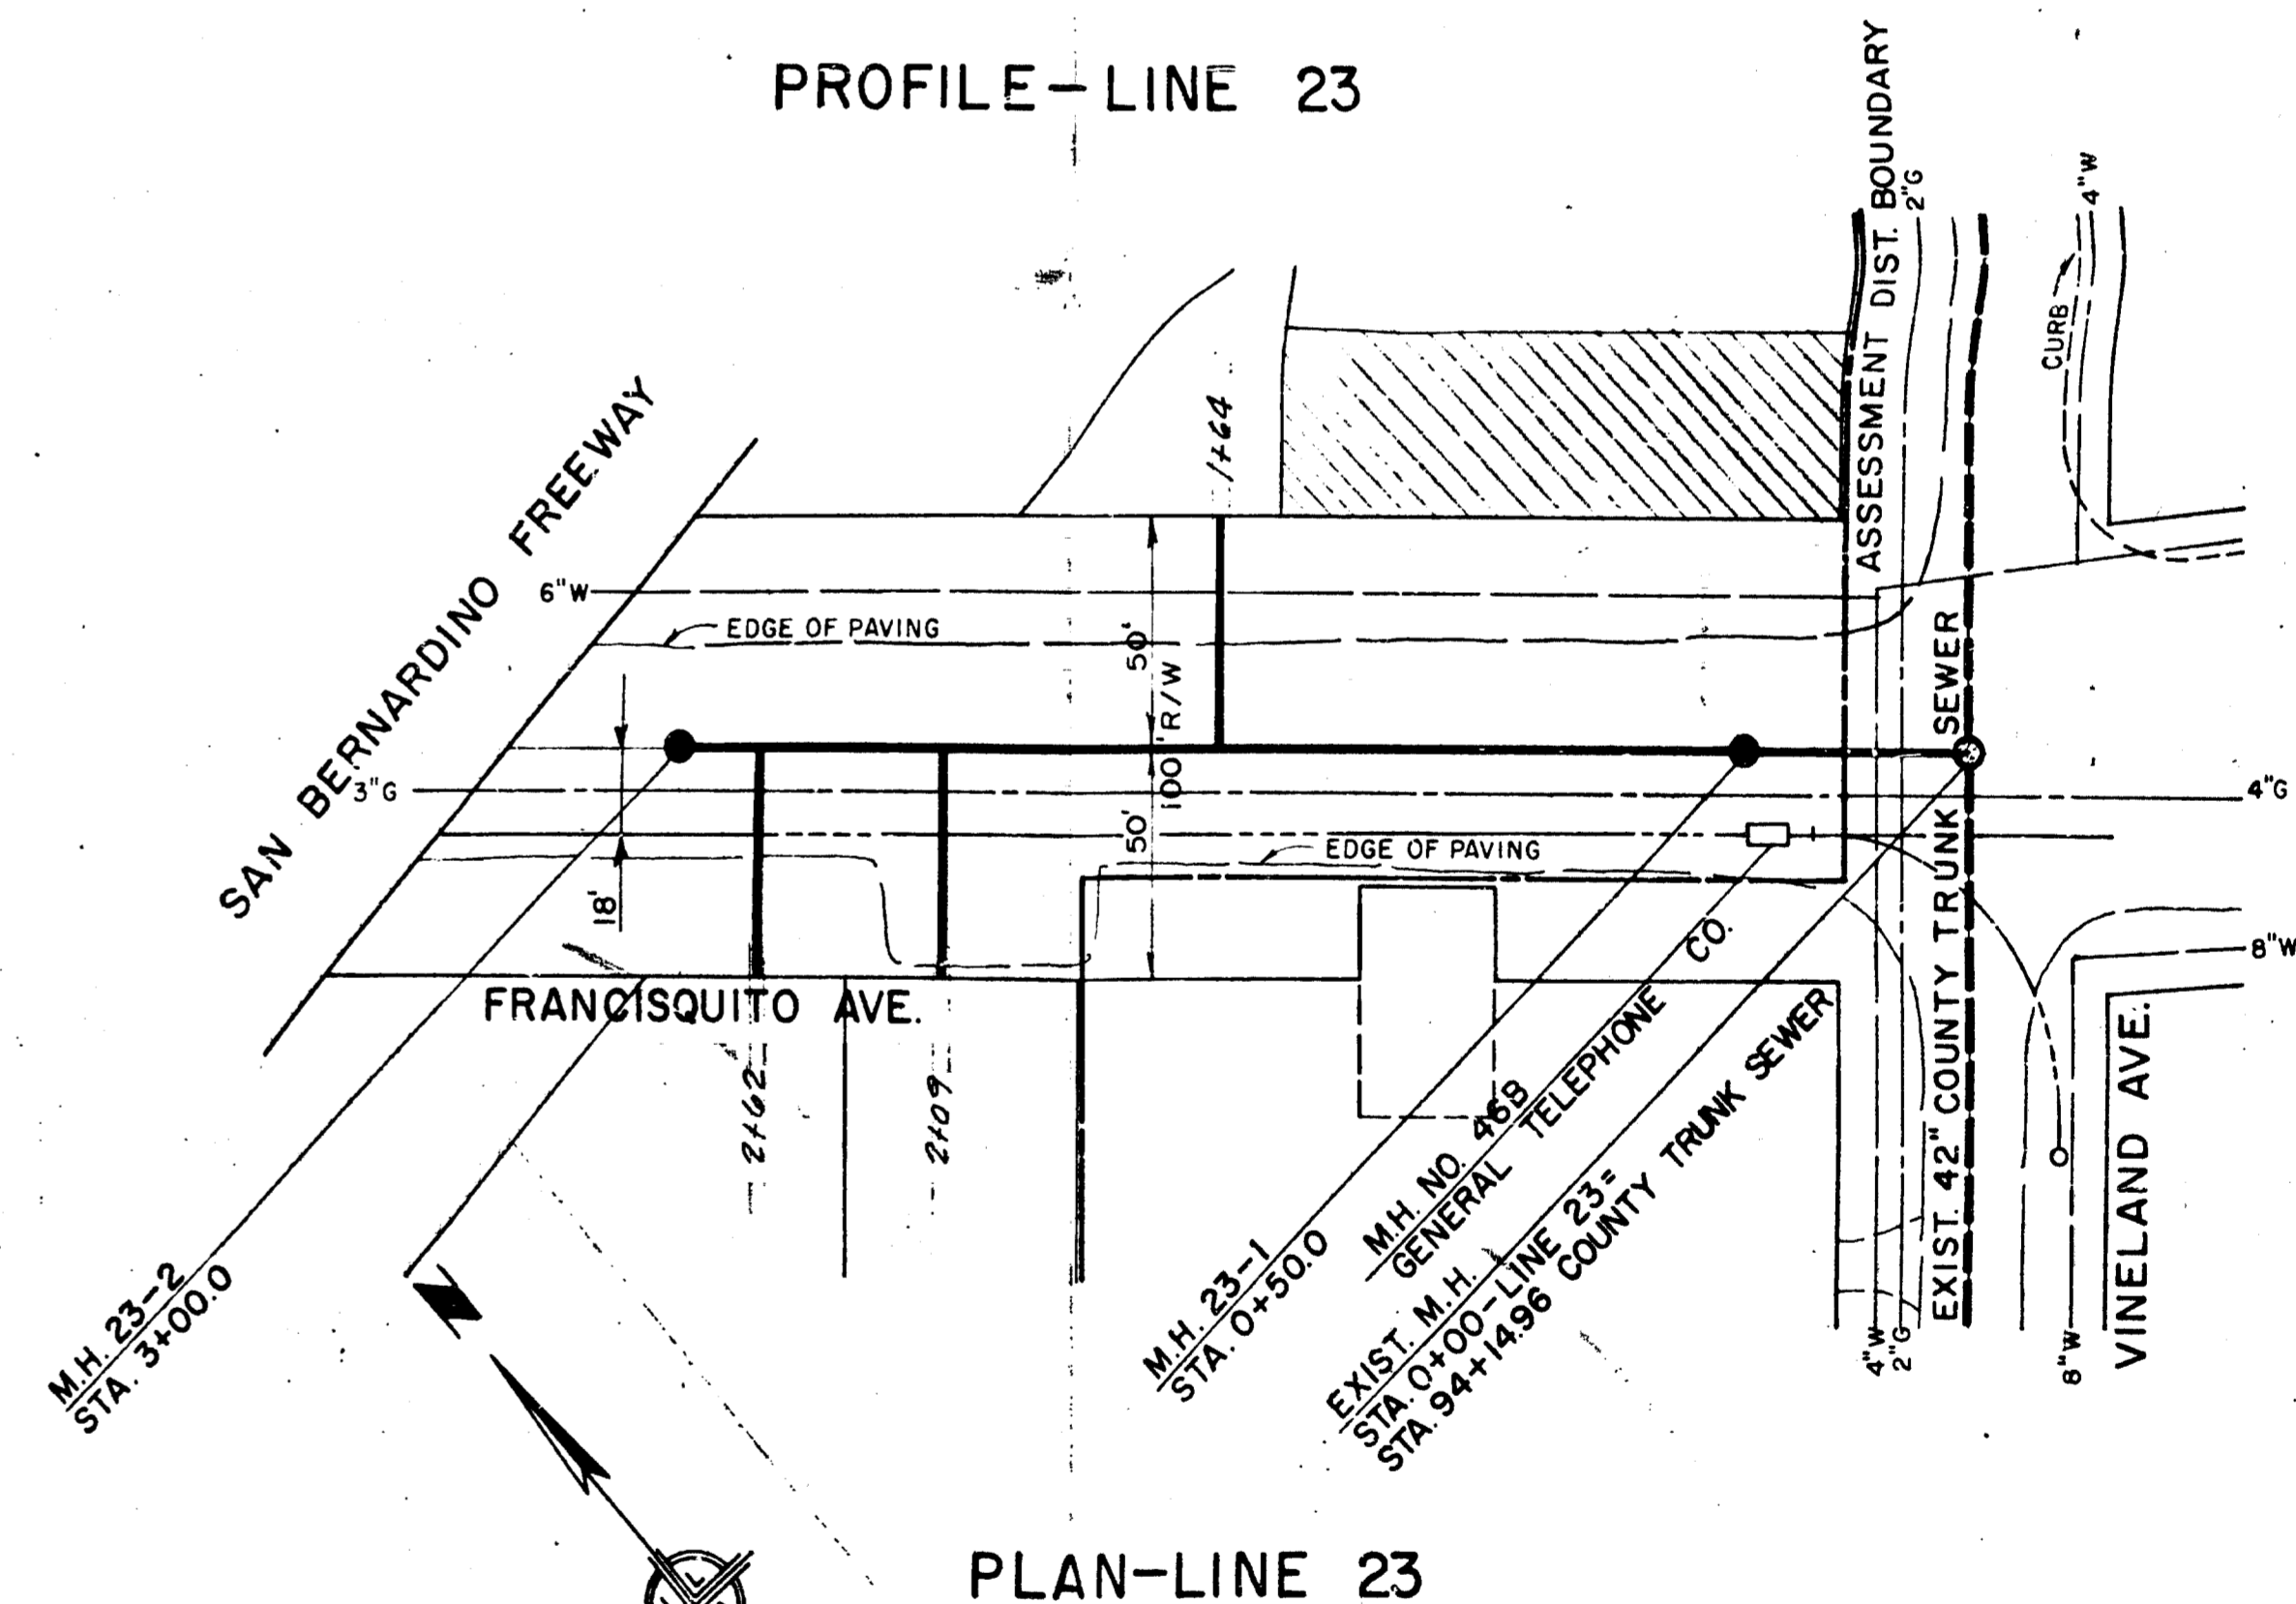 PROFILE-LINE 23
ASSESSMENT DIST. BOUNDARY
2"G
4"W
CURB
1+64
SAN BERNARDINO FREEWAY
6"W
EDGE OF PAVING
50'
100' R/W
50'
18'
3"G
4"G
EDGE OF PAVING
8"W
FRANCISQUITO AVE.
2+62
2+09
EXIST. 42" COUNTY TRUNK SEWER
VINELAND AVE.
M.H. 23-2
STA. 3+00.0
N
M.H. 23-1
STA. 0+50.0
M.H. NO. 46B
GENERAL TELEPHONE CO.
EXIST. M.H.
STA. 0+00-LINE 23=
STA. 94+14.96 COUNTY TRUNK SEWER
4"W
2"G
8"W
PLAN-LINE 23